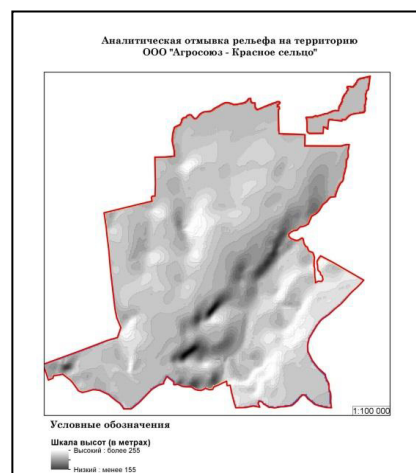 Аналитическая отмывка рельефа на территорию
ООО "Агросоюз - Красное сельцо"
1:100 000
Условные обозначения
Шкала высот (в метрах)
Высокий : более 255
Низкий : менее 155